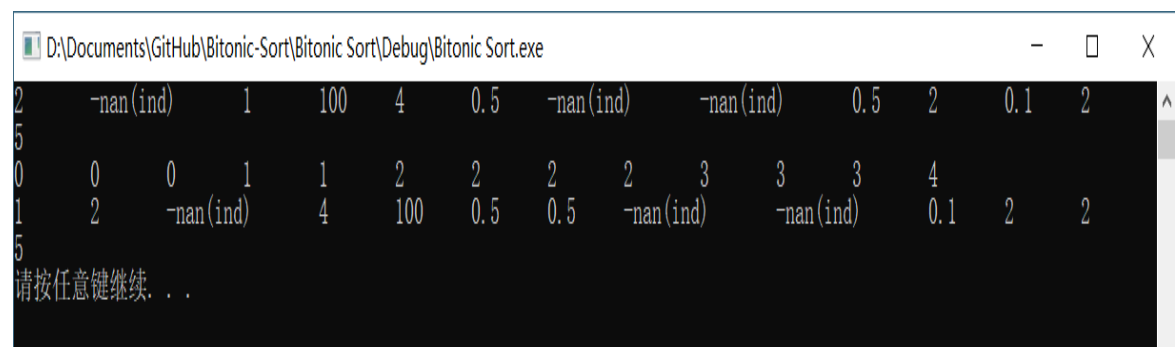 D:\Documents\GitHub\Bitonic-Sort\Bitonic Sort\Debug\Bitonic Sort.exe
2 -nan(ind) 1 100 4 0.5 -nan(ind) -nan(ind) 0.5 2 0.1 2
5
0 0 0 1 1 2 2 2 2 3 3 3 4
1 2 -nan(ind) 4 100 0.5 0.5 -nan(ind) -nan(ind) 0.1 2 2
5
请按任意键继续. . .